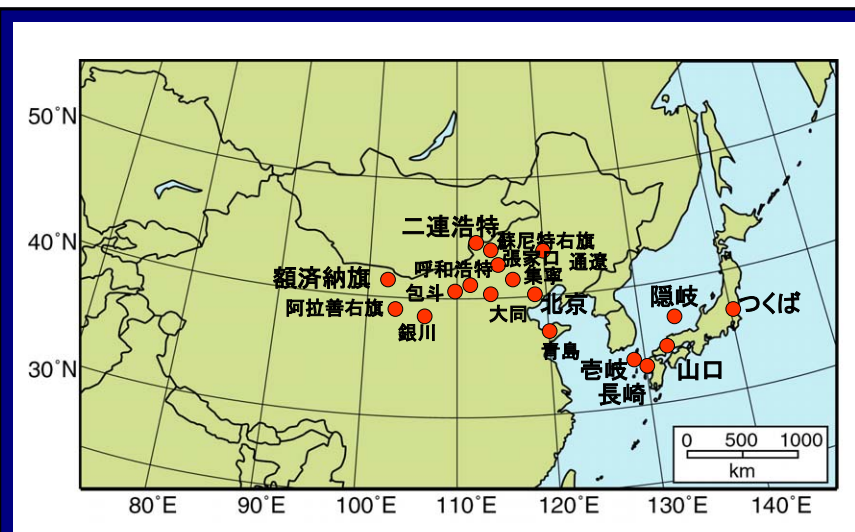 50°N
40°N
30°N
二連浩特
蘇尼特右旗
張家口
通遼
呼和浩特
集寧
額済納旗
包头
北京
隠岐
阿拉善右旗
大同
つくば
銀川
青島
壱岐
山口
長崎
0 500 1000
km
80°E 90°E 100°E 110°E 120°E 130°E 140°E